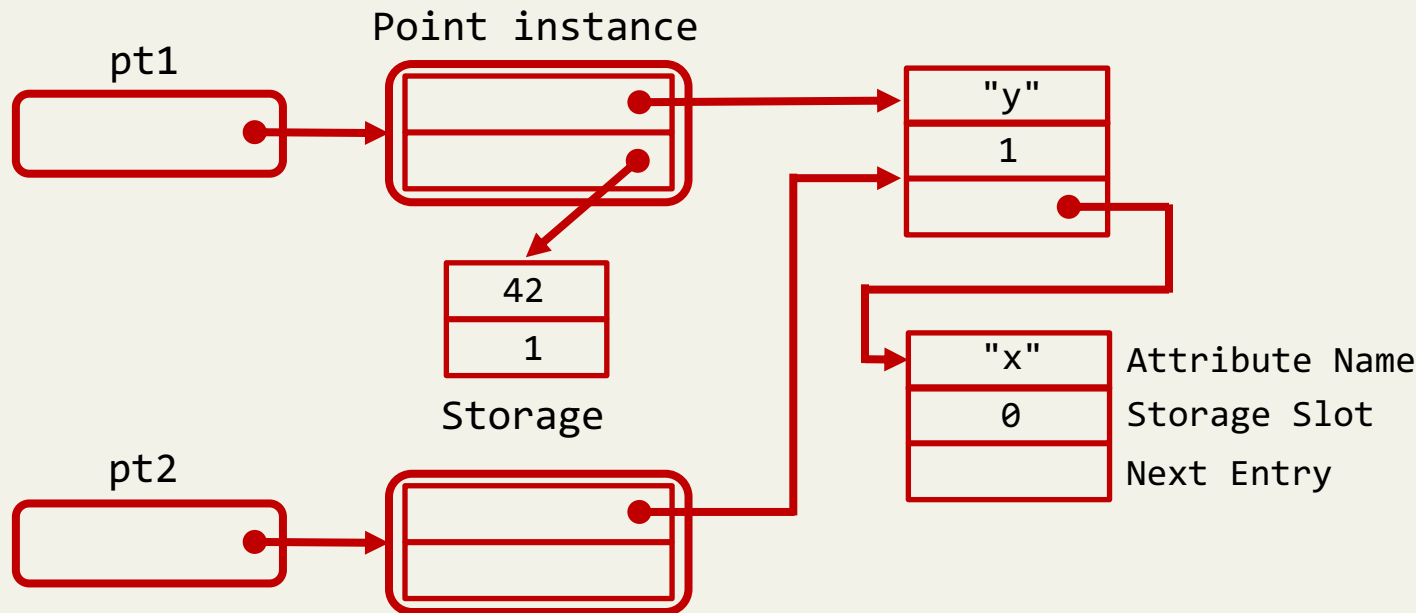 Point instance
pt1
"y"
1
42
1
Storage
"x" Attribute Name
0 Storage Slot
Next Entry
pt2